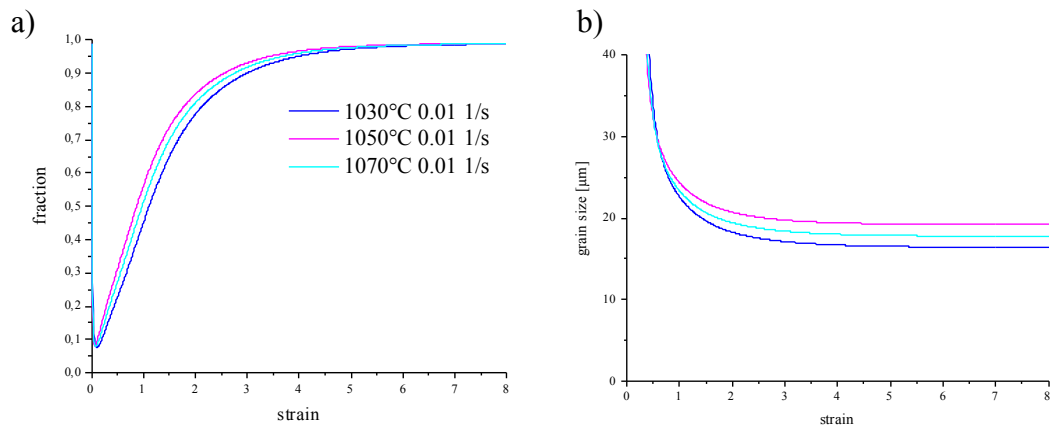 a)
1,0
0,9
0,8
0,7
0,6
0,5
0,4
0,3
0,2
0,1
0,0
fraction
1030°C 0.01 1/s
1050°C 0.01 1/s
1070°C 0.01 1/s
0 1 2 3 4 5 6 7 8
strain
b)
40
30
20
10
0
grain size [μm]
0 1 2 3 4 5 6 7 8
strain